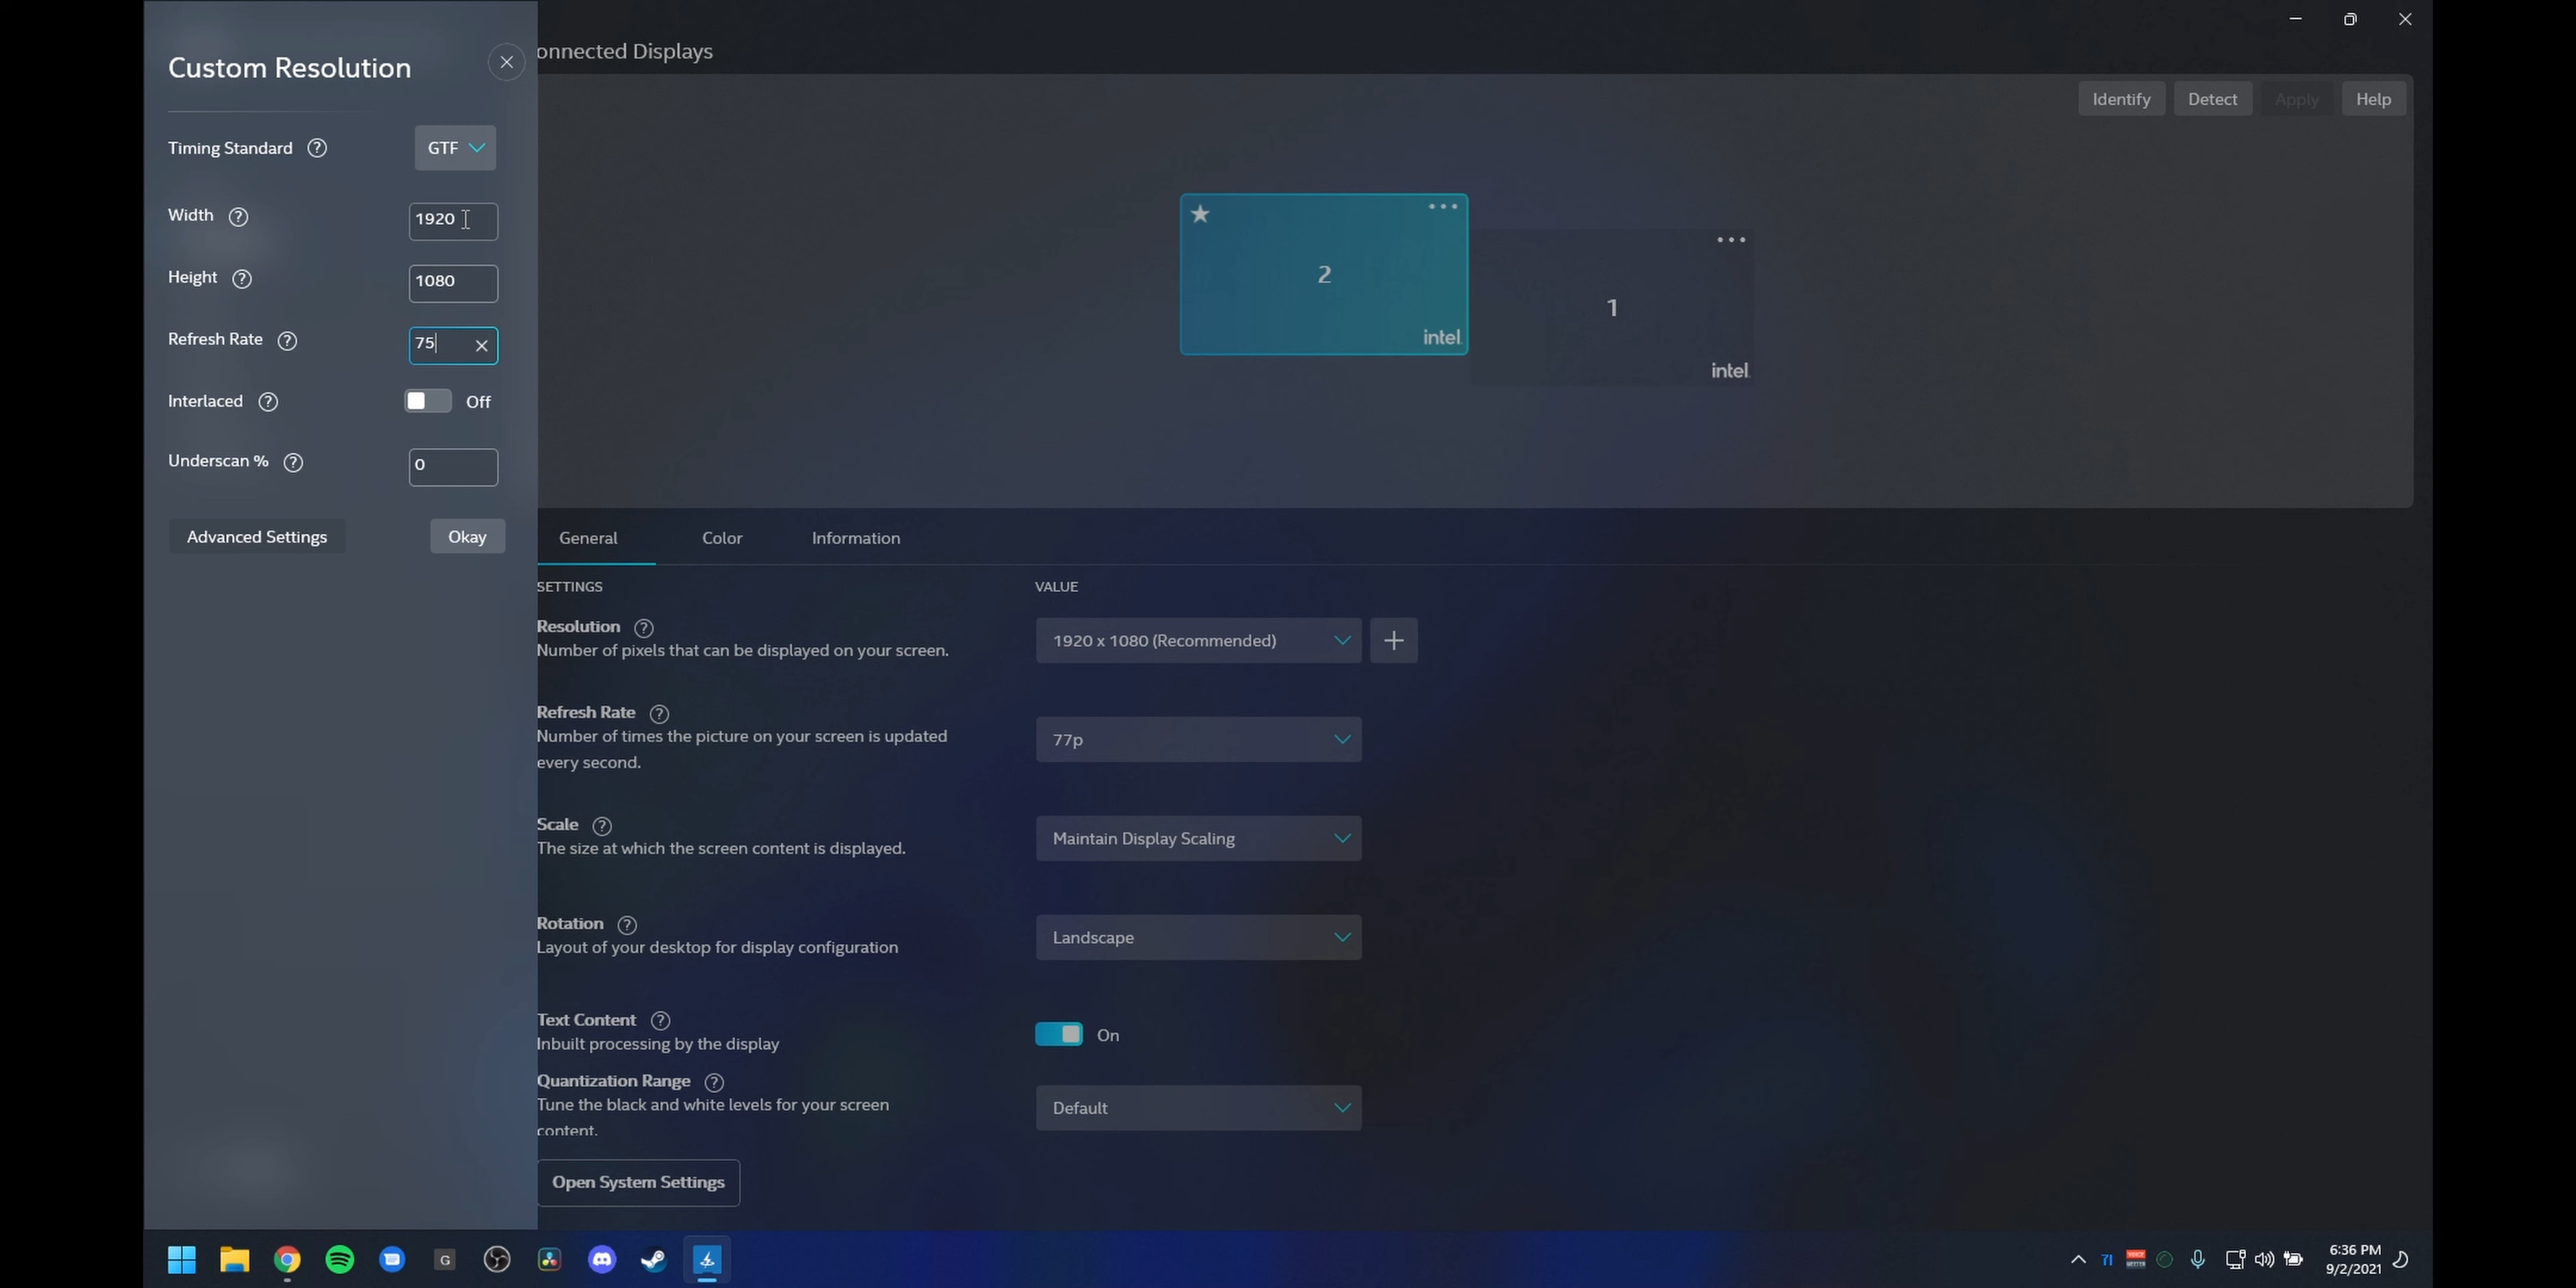 Custom Resolution
Timing Standard
GTF
Width
1920
Height
1080
Refresh Rate
75
Interlaced
Off
Underscan %
0
Advanced Settings
Okay
onnected Displays
Identify
Detect
Apply
Help
2
intel
1
intel
General
Color
Information
SETTINGS
VALUE
Resolution
Number of pixels that can be displayed on your screen.
1920 x 1080 (Recommended)
Refresh Rate
Number of times the picture on your screen is updated
every second.
77p
Scale
The size at which the screen content is displayed.
Maintain Display Scaling
Rotation
Layout of your desktop for display configuration
Landscape
Text Content
Inbuilt processing by the display
On
Quantization Range
Tune the black and white levels for your screen
content.
Default
Open System Settings
G
71
6:36 PM
9/2/2021